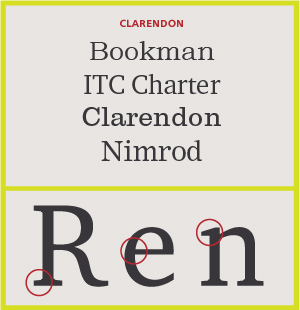 CLARENDON
Bookman
ITC Charter
Clarendon
Nimrod
Ren